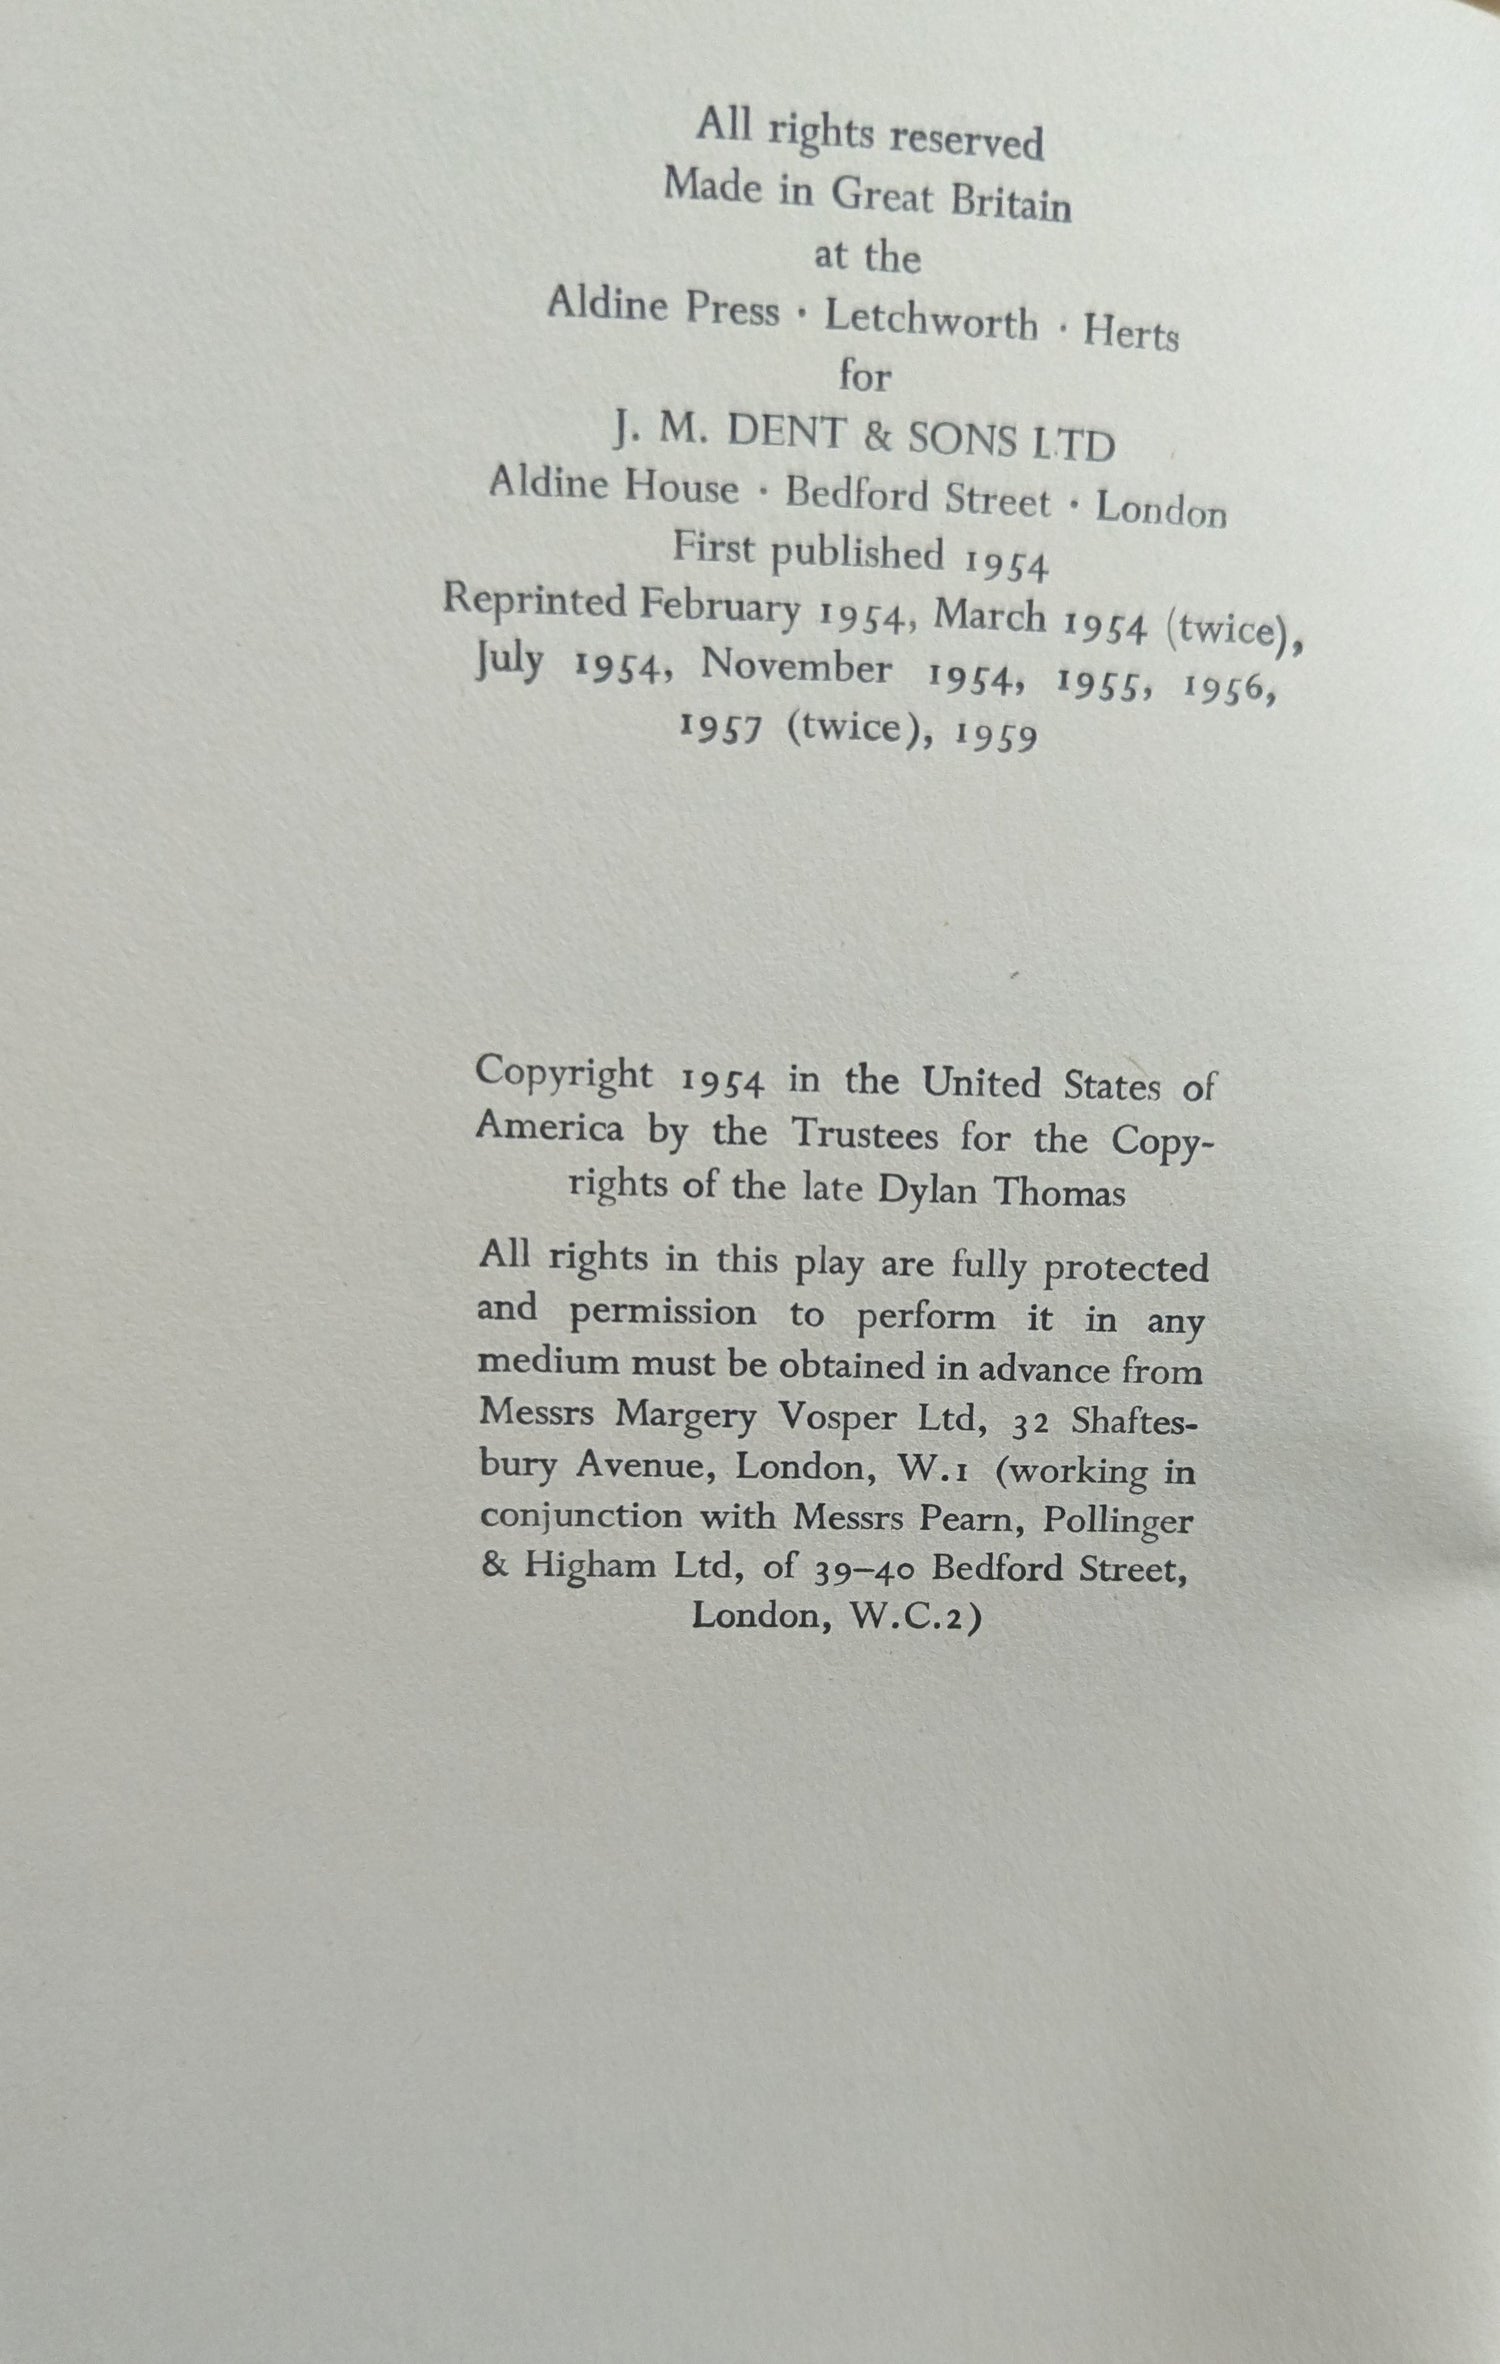 All rights reserved
Made in Great Britain
at the
Aldine Press · Letchworth · Herts
for
J. M. DENT & SONS LTD
Aldine House · Bedford Street · London
First published 1954
Reprinted February 1954, March 1954 (twice),
July 1954, November 1954, 1955, 1956,
1957 (twice), 1959
Copyright 1954 in the United States of
America by the Trustees for the Copy-
rights of the late Dylan Thomas
All rights in this play are fully protected
and permission to perform it in any
medium must be obtained in advance from
Messrs Margery Vosper Ltd, 32 Shaftes-
bury Avenue, London, W.1 (working in
conjunction with Messrs Pearn, Pollinger
& Higham Ltd, of 39–40 Bedford Street,
London, W.C.2)